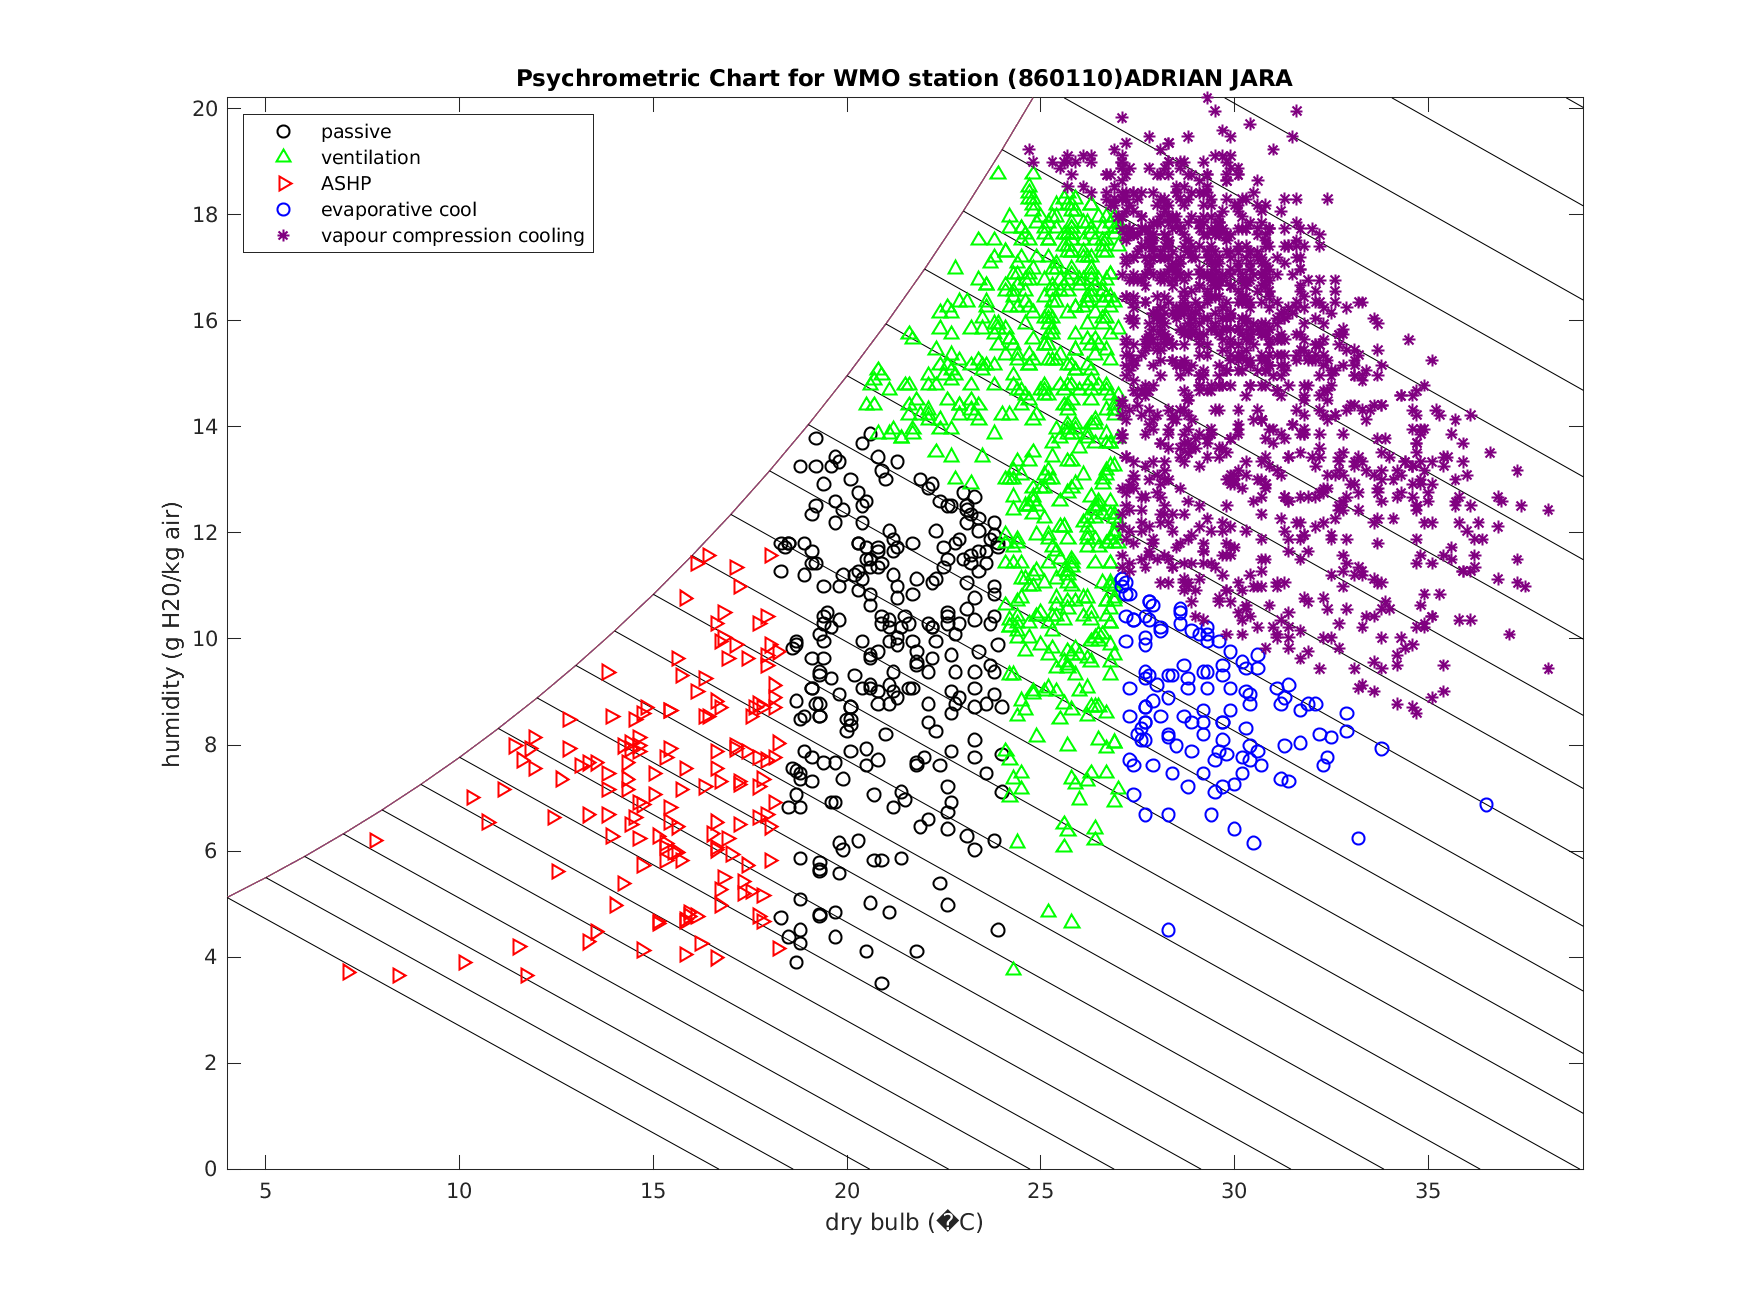 Psychrometric Chart for WMO station (860110)ADRIAN JARA
passive
ventilation
ASHP
evaporative cool
vapour compression cooling
humidity (g H20/kg air)
20
18
16
14
12
10
8
6
4
2
0
5 10 15 20 25 30 35
dry bulb (�C)